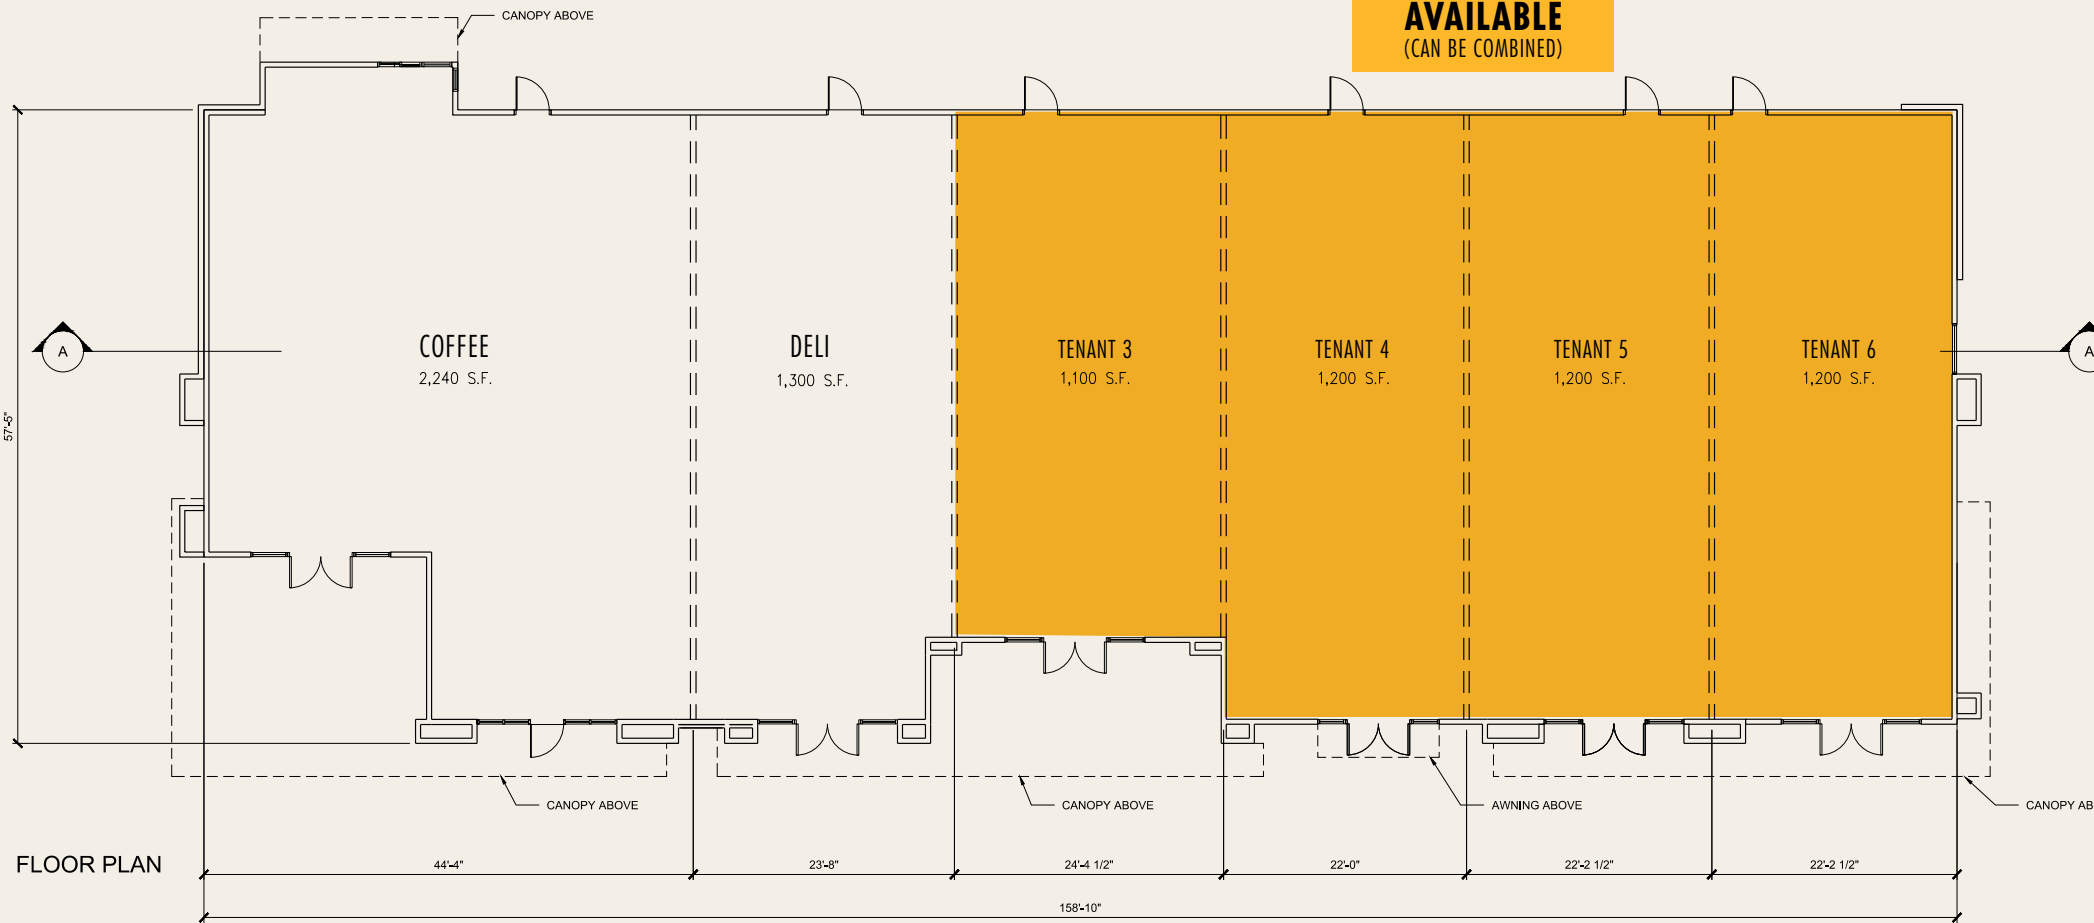 CANOPY ABOVE
AVAILABLE
(CAN BE COMBINED)
COFFEE
2,240 S.F.
DELI
1,300 S.F.
TENANT 3
1,100 S.F.
TENANT 4
1,200 S.F.
TENANT 5
1,200 S.F.
TENANT 6
1,200 S.F.
A
A
57'-5"
CANOPY ABOVE
CANOPY ABOVE
AWNING ABOVE
CANOPY AB
FLOOR PLAN
44'-4"
23'-8"
24'-4 1/2"
22'-0"
22'-2 1/2"
22'-2 1/2"
158'-10"